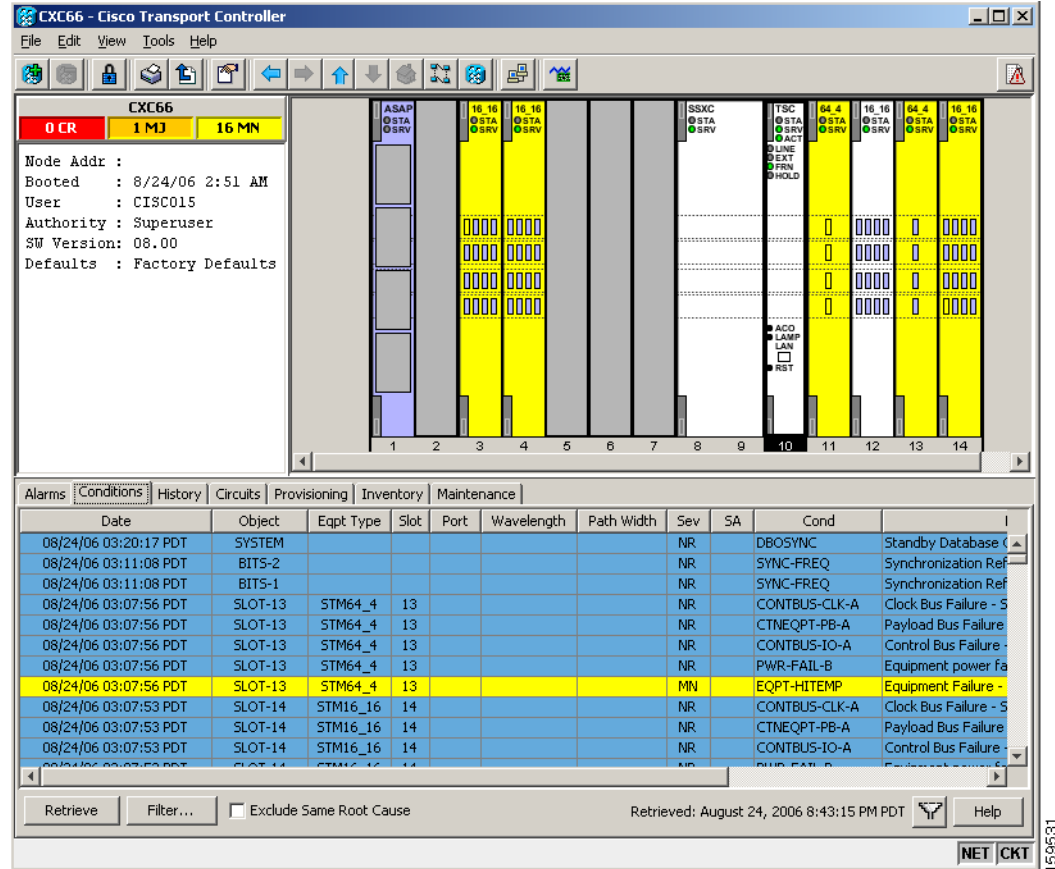 CXC66 - Cisco Transport Controller
File Edit View Tools Help
CXC66
0 CR 1 MJ 16 MN
Node Addr :
Booted : 8/24/06 2:51 AM
User : CISCO15
Authority : Superuser
SW Version: 08.00
Defaults : Factory Defaults
ASAP 16_16 16_16 SSXC TSC 64_4 16_16 64_4 16_16
STA STA STA STA STA STA STA STA STA
SRV SRV SRV SRV SRV SRV SRV SRV SRV
ACT
LINE
EXT
FRN
HOLD
ACO
LAMP
LAN
RST
1 2 3 4 5 6 7 8 9 10 11 12 13 14
Alarms Conditions History Circuits Provisioning Inventory Maintenance
Date Object Eqpt Type Slot Port Wavelength Path Width Sev SA Cond
08/24/06 03:20:17 PDT SYSTEM NR DBOSYNC Standby Database
08/24/06 03:11:08 PDT BITS-2 NR SYNC-FREQ Synchronization Ref
08/24/06 03:11:08 PDT BITS-1 NR SYNC-FREQ Synchronization Ref
08/24/06 03:07:56 PDT SLOT-13 STM64_4 13 NR CONTBUS-CLK-A Clock Bus Failure - S
08/24/06 03:07:56 PDT SLOT-13 STM64_4 13 NR CTNEQPT-PB-A Payload Bus Failure
08/24/06 03:07:56 PDT SLOT-13 STM64_4 13 NR CONTBUS-IO-A Control Bus Failure -
08/24/06 03:07:56 PDT SLOT-13 STM64_4 13 NR PWR-FAIL-B Equipment power fa
08/24/06 03:07:56 PDT SLOT-13 STM64_4 13 MN EQPT-HITEMP Equipment Failure -
08/24/06 03:07:53 PDT SLOT-14 STM16_16 14 NR CONTBUS-CLK-A Clock Bus Failure - S
08/24/06 03:07:53 PDT SLOT-14 STM16_16 14 NR CTNEQPT-PB-A Payload Bus Failure
08/24/06 03:07:53 PDT SLOT-14 STM16_16 14 NR CONTBUS-IO-A Control Bus Failure -
Retrieve Filter... Exclude Same Root Cause Retrieved: August 24, 2006 8:43:15 PM PDT Help
NET CKT
159531